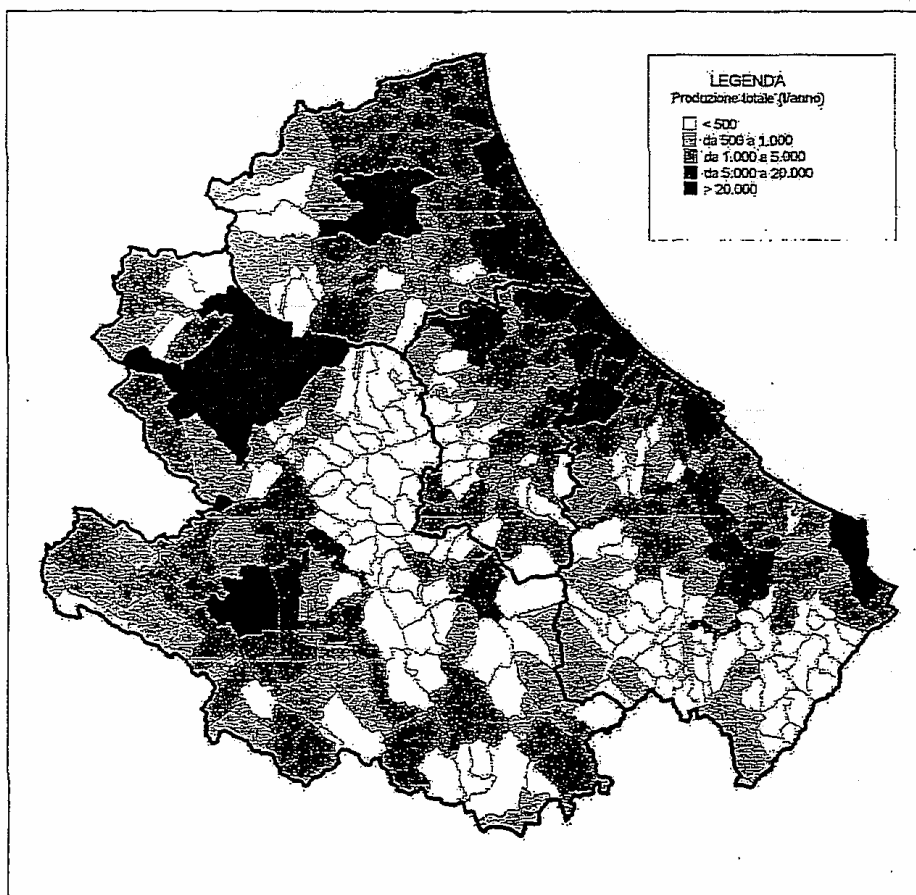 LEGENDA
Produzione totale (t/anno)
< 500
da 500 a 1.000
da 1.000 a 5.000
da 5.000 a 20.000
> 20.000